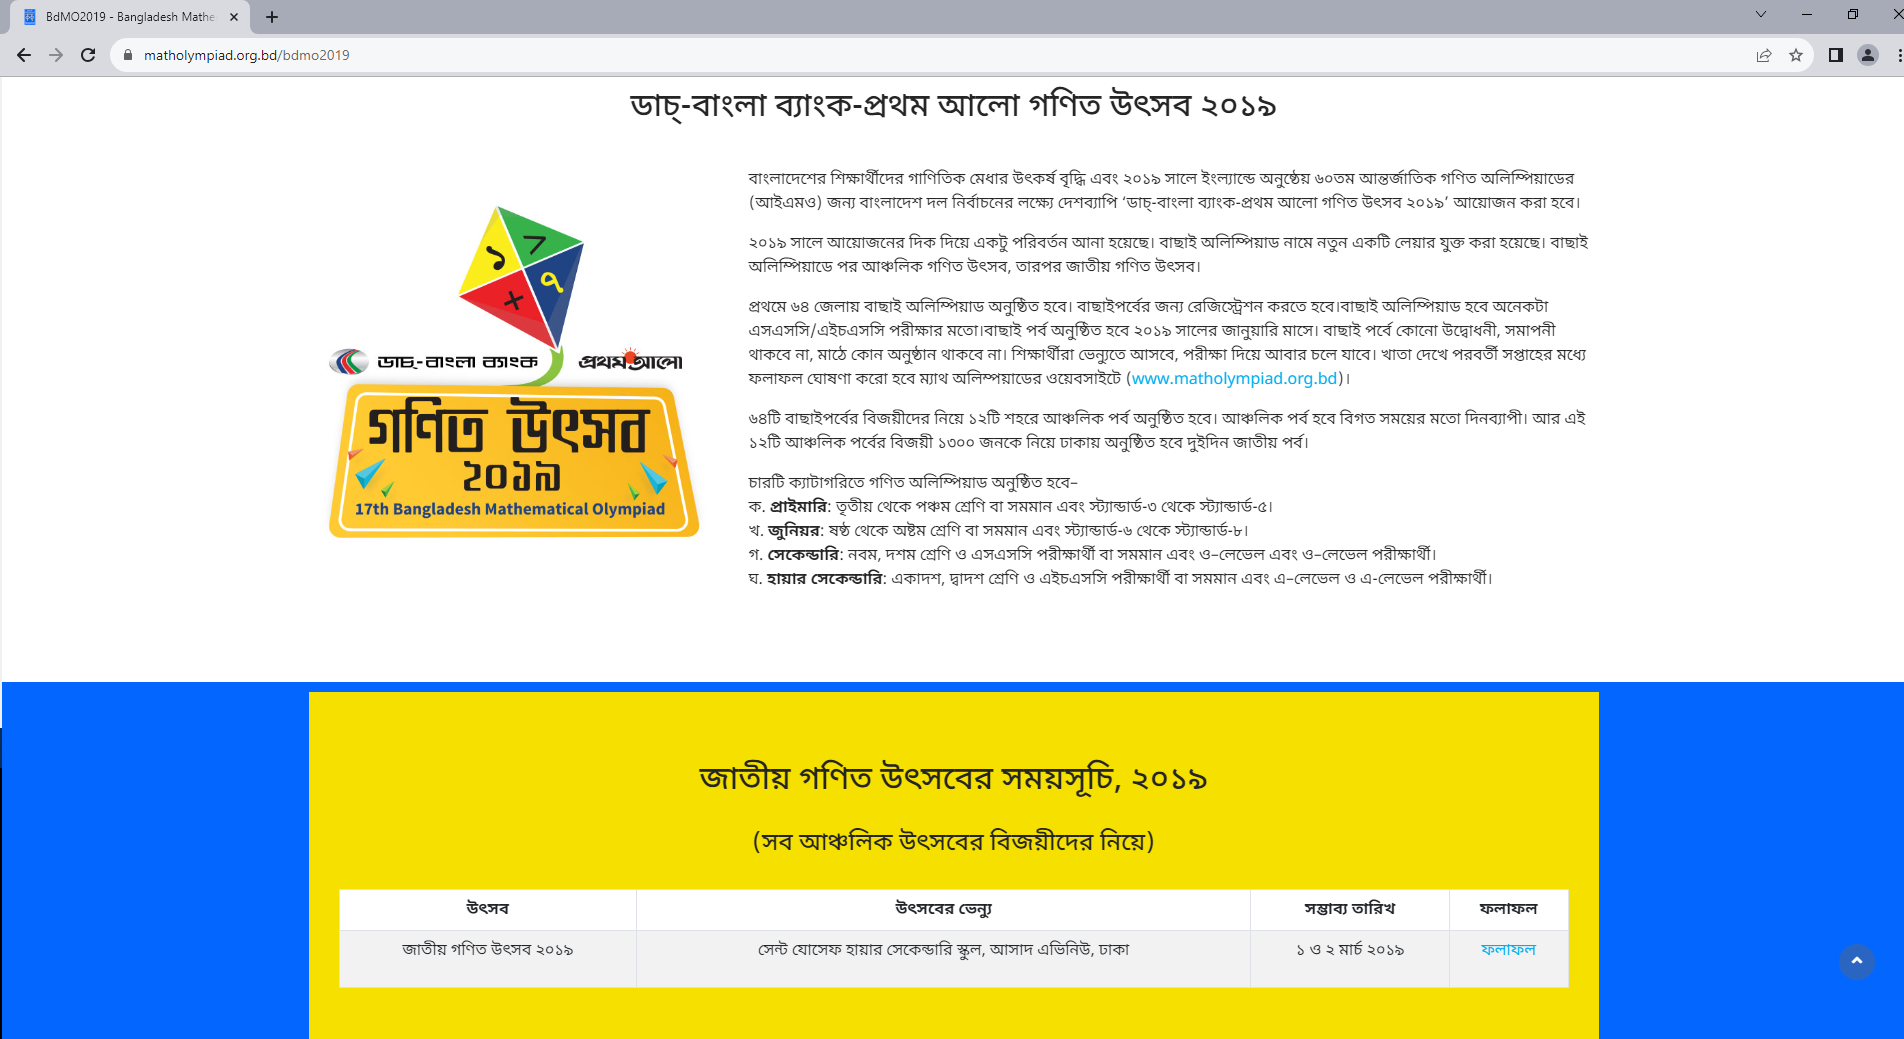 BdMO2019 - Bangladesh Mathe
matholympiad.org.bd/bdmo2019
ডাচ্-বাংলা ব্যাংক-প্রথম আলো গণিত উৎসব ২০১৯
১ > + ৭
ডাচ্-বাংলা ব্যাংক প্রথম আলো
গণিত উৎসব
২০১৯
17th Bangladesh Mathematical Olympiad
বাংলাদেশের শিক্ষার্থীদের গাণিতিক মেধার উৎকর্ষ বৃদ্ধি এবং ২০১৯ সালে ইংল্যান্ডে অনুষ্ঠেয় ৬০তম আন্তর্জাতিক গণিত অলিম্পিয়াডের
(আইএমও) জন্য বাংলাদেশ দল নির্বাচনের লক্ষ্যে দেশব্যাপি ‘ডাচ্-বাংলা ব্যাংক-প্রথম আলো গণিত উৎসব ২০১৯’ আয়োজন করা হবে।
২০১৯ সালে আয়োজনের দিক দিয়ে একটু পরিবর্তন আনা হয়েছে। বাছাই অলিম্পিয়াড নামে নতুন একটি লেয়ার যুক্ত করা হয়েছে। বাছাই
অলিম্পিয়াডে পর আঞ্চলিক গণিত উৎসব, তারপর জাতীয় গণিত উৎসব।
প্রথমে ৬৪ জেলায় বাছাই অলিম্পিয়াড অনুষ্ঠিত হবে। বাছাইপর্বের জন্য রেজিস্ট্রেশন করতে হবে।বাছাই অলিম্পিয়াড হবে অনেকটা
এসএসসি/এইচএসসি পরীক্ষার মতো।বাছাই পর্ব অনুষ্ঠিত হবে ২০১৯ সালের জানুয়ারি মাসে। বাছাই পর্বে কোনো উদ্বোধনী, সমাপনী
থাকবে না, মাঠে কোন অনুষ্ঠান থাকবে না। শিক্ষার্থীরা ভেন্যুতে আসবে, পরীক্ষা দিয়ে আবার চলে যাবে। খাতা দেখে পরবর্তী সপ্তাহের মধ্যে
ফলাফল ঘোষণা করো হবে ম্যাথ অলিম্পয়াডের ওয়েবসাইটে (www.matholympiad.org.bd)।
৬৪টি বাছাইপর্বের বিজয়ীদের নিয়ে ১২টি শহরে আঞ্চলিক পর্ব অনুষ্ঠিত হবে। আঞ্চলিক পর্ব হবে বিগত সময়ের মতো দিনব্যাপী। আর এই
১২টি আঞ্চলিক পর্বের বিজয়ী ১৩০০ জনকে নিয়ে ঢাকায় অনুষ্ঠিত হবে দুইদিন জাতীয় পর্ব।
চারটি ক্যাটাগরিতে গণিত অলিম্পিয়াড অনুষ্ঠিত হবে–
ক. প্রাইমারি: তৃতীয় থেকে পঞ্চম শ্রেণি বা সমমান এবং স্ট্যান্ডার্ড-৩ থেকে স্ট্যান্ডার্ড-৫।
খ. জুনিয়র: ষষ্ঠ থেকে অষ্টম শ্রেণি বা সমমান এবং স্ট্যান্ডার্ড-৬ থেকে স্ট্যান্ডার্ড-৮।
গ. সেকেন্ডারি: নবম, দশম শ্রেণি ও এসএসসি পরীক্ষার্থী বা সমমান এবং ও–লেভেল এবং ও–লেভেল পরীক্ষার্থী।
ঘ. হায়ার সেকেন্ডারি: একাদশ, দ্বাদশ শ্রেণি ও এইচএসসি পরীক্ষার্থী বা সমমান এবং এ–লেভেল ও এ-লেভেল পরীক্ষার্থী।
জাতীয় গণিত উৎসবের সময়সূচি, ২০১৯
(সব আঞ্চলিক উৎসবের বিজয়ীদের নিয়ে)
উৎসব উৎসবের ভেন্যু সম্ভাব্য তারিখ ফলাফল
জাতীয় গণিত উৎসব ২০১৯ সেন্ট যোসেফ হায়ার সেকেন্ডারি স্কুল, আসাদ এভিনিউ, ঢাকা ১ ও ২ মার্চ ২০১৯ ফলাফল